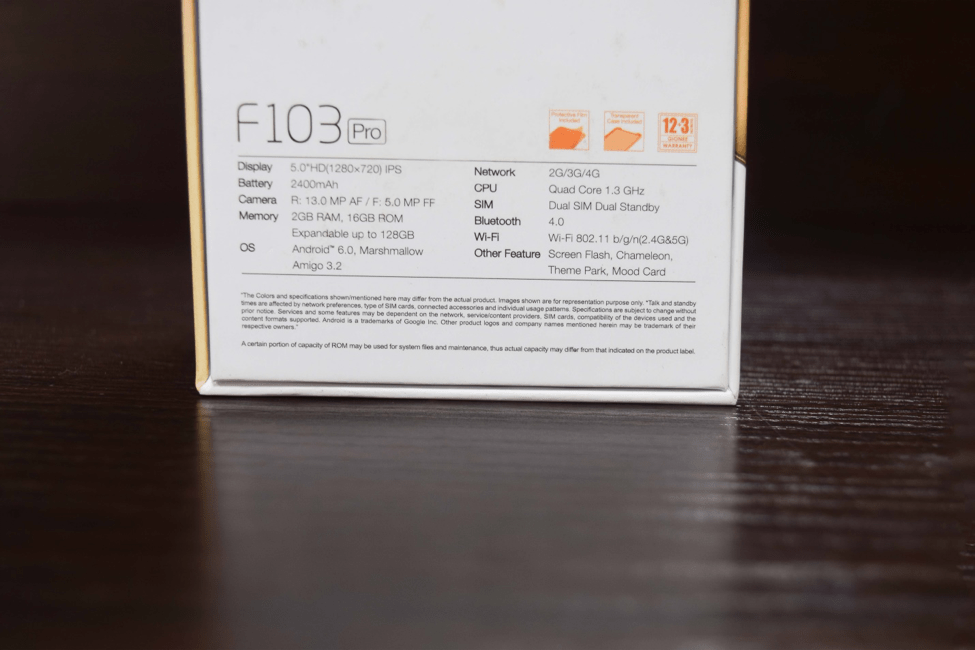 F103 Pro
Protective Film
Included
Transparent
Case Included
12+3
GIONEE
WARRANTY
Display 5.0"HD(1280×720) IPS
Battery 2400mAh
Camera R: 13.0 MP AF / F: 5.0 MP FF
Memory 2GB RAM, 16GB ROM
Expandable up to 128GB
OS Android™ 6.0, Marshmallow
Amigo 3.2
Network 2G/3G/4G
CPU Quad Core 1.3 GHz
SIM Dual SIM Dual Standby
Bluetooth 4.0
Wi-Fi Wi-Fi 802.11 b/g/n(2.4G&5G)
Other Feature Screen Flash, Chameleon,
Theme Park, Mood Card
"The Colors and specifications shown/mentioned here may differ from the actual product. Images shown are for representation purpose only. *Talk and standby
times are affected by network preferences, type of SIM cards, connected accessories and individual usage patterns. Specifications are subject to change without
prior notice. Services and some features may be dependent on the network, service/content providers, SIM cards, compatibility of the devices used and the
content formats supported. Android is a trademarks of Google Inc. Other product logos and company names mentioned herein may be trademark of their
respective owners."
A certain portion of capacity of ROM may be used for system files and maintenance, thus actual capacity may differ from that indicated on the product label.